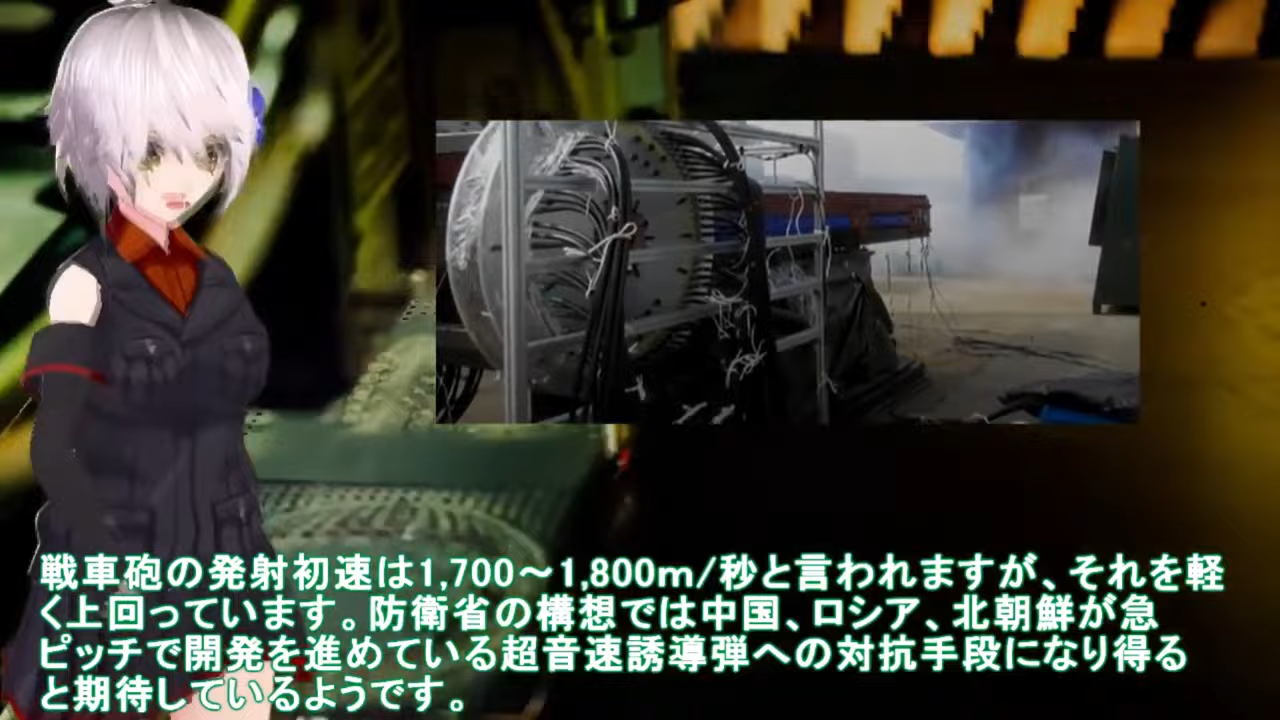 戦車砲の発射初速は1,700～1,800m/秒と言われますが、それを軽
く上回っています。防衛省の構想では中国、ロシア、北朝鮮が急
ピッチで開発を進めている超音速誘導弾への対抗手段になり得る
と期待しているようです。